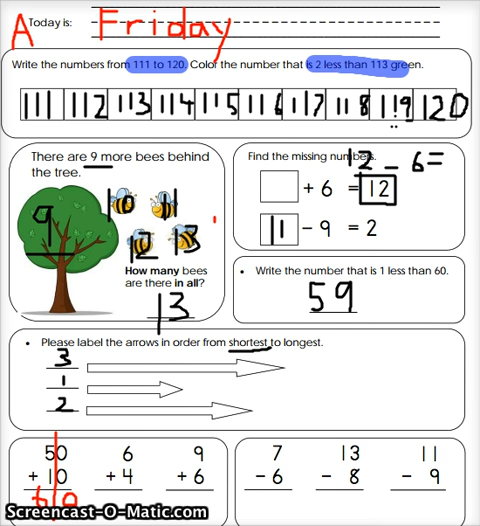 A Today is: Friday
Write the numbers from 111 to 120. Color the number that is 2 less than 113 green.
111 112 113 114 115 116 117 118 119 120
There are 9 more bees behind
the tree.
9
10 11
12 13
How many bees
are there in all?
13
Find the missing numbers.
12 - 6 =
+ 6 = 12
11 - 9 = 2
• Write the number that is 1 less than 60.
59
• Please label the arrows in order from shortest to longest.
3
1
2
50 6 9 7 13 11
+ 10 + 4 + 6 - 6 - 8 - 9
60
Screencast-O-Matic.com